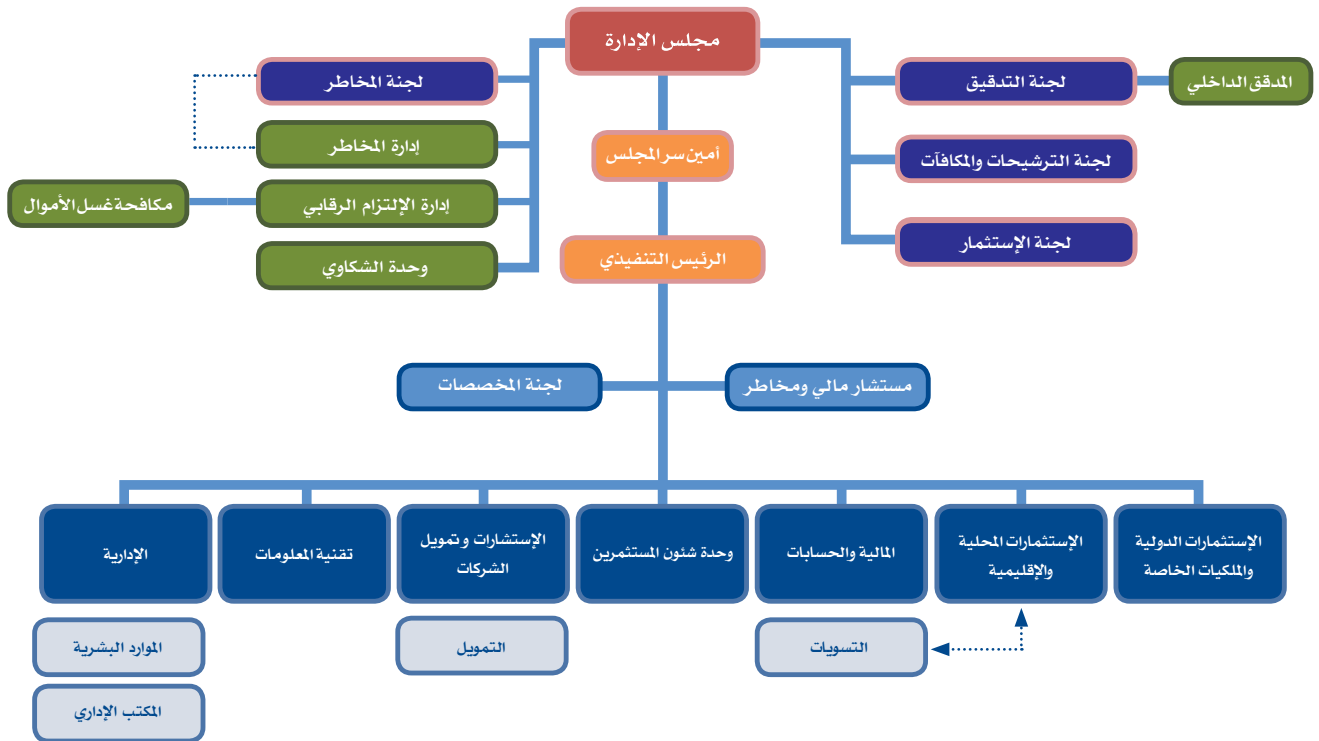 مجلس الإدارة
لجنة التدقيق
المدقق الداخلي
لجنة المخاطر
إدارة المخاطر
أمين سر المجلس
لجنة الترشيحات والمكافآت
إدارة الإلتزام الرقابي
مكافحة غسل الأموال
لجنة الإستثمار
الرئيس التنفيذي
وحدة الشكاوي
مستشار مالي ومخاطر
لجنة المخصصات
الإستثمارات الدولية
والملكيات الخاصة
الإستثمارات المحلية
والإقليمية
المالية والحسابات
وحدة شئون المستثمرين
الإستشارات وتمويل
الشركات
تقنية المعلومات
الإدارية
التسويات
التمويل
الموارد البشرية
المكتب الإداري